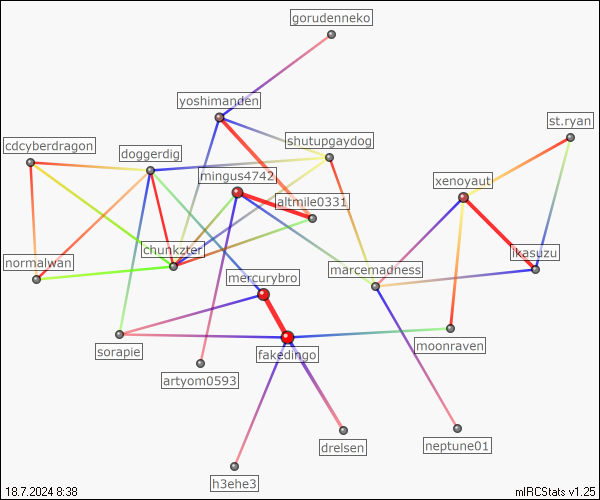 gorudenneko
yoshimanden
st.ryan
shutupgaydog
cdcyberdragon
doggerdig
mingus4742
xenoyaut
altmile0331
chunkzter
ikasuzu
normalwan
marcemadness
mercurybro
moonraven
sorapie
fakedingo
artyom0593
drelsen
neptune01
h3ehe3
18.7.2024 8:38
mIRCStats v1.25